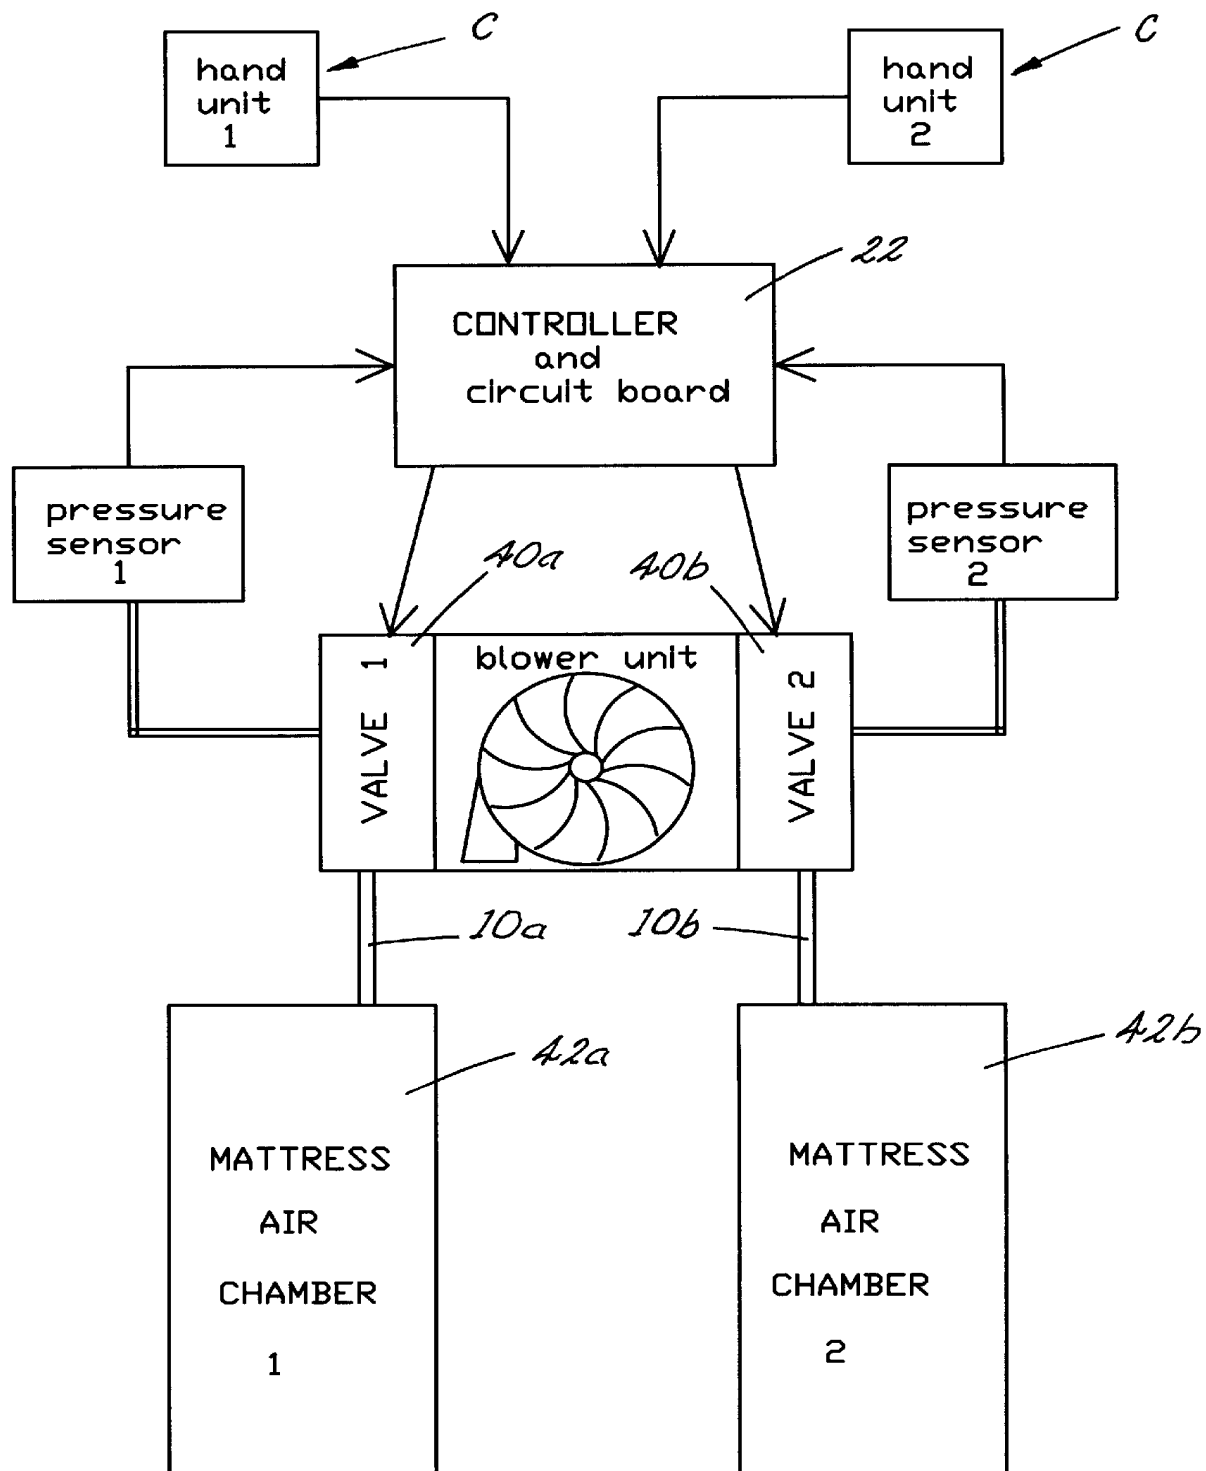 C
C
hand
unit
1
hand
unit
2
22
CONTROLLER
and
circuit board
pressure
sensor
1
pressure
sensor
2
40a
40b
VALVE 1
blower unit
VALVE 2
10a
10b
42a
42b
MATTRESS
AIR
CHAMBER
1
MATTRESS
AIR
CHAMBER
2